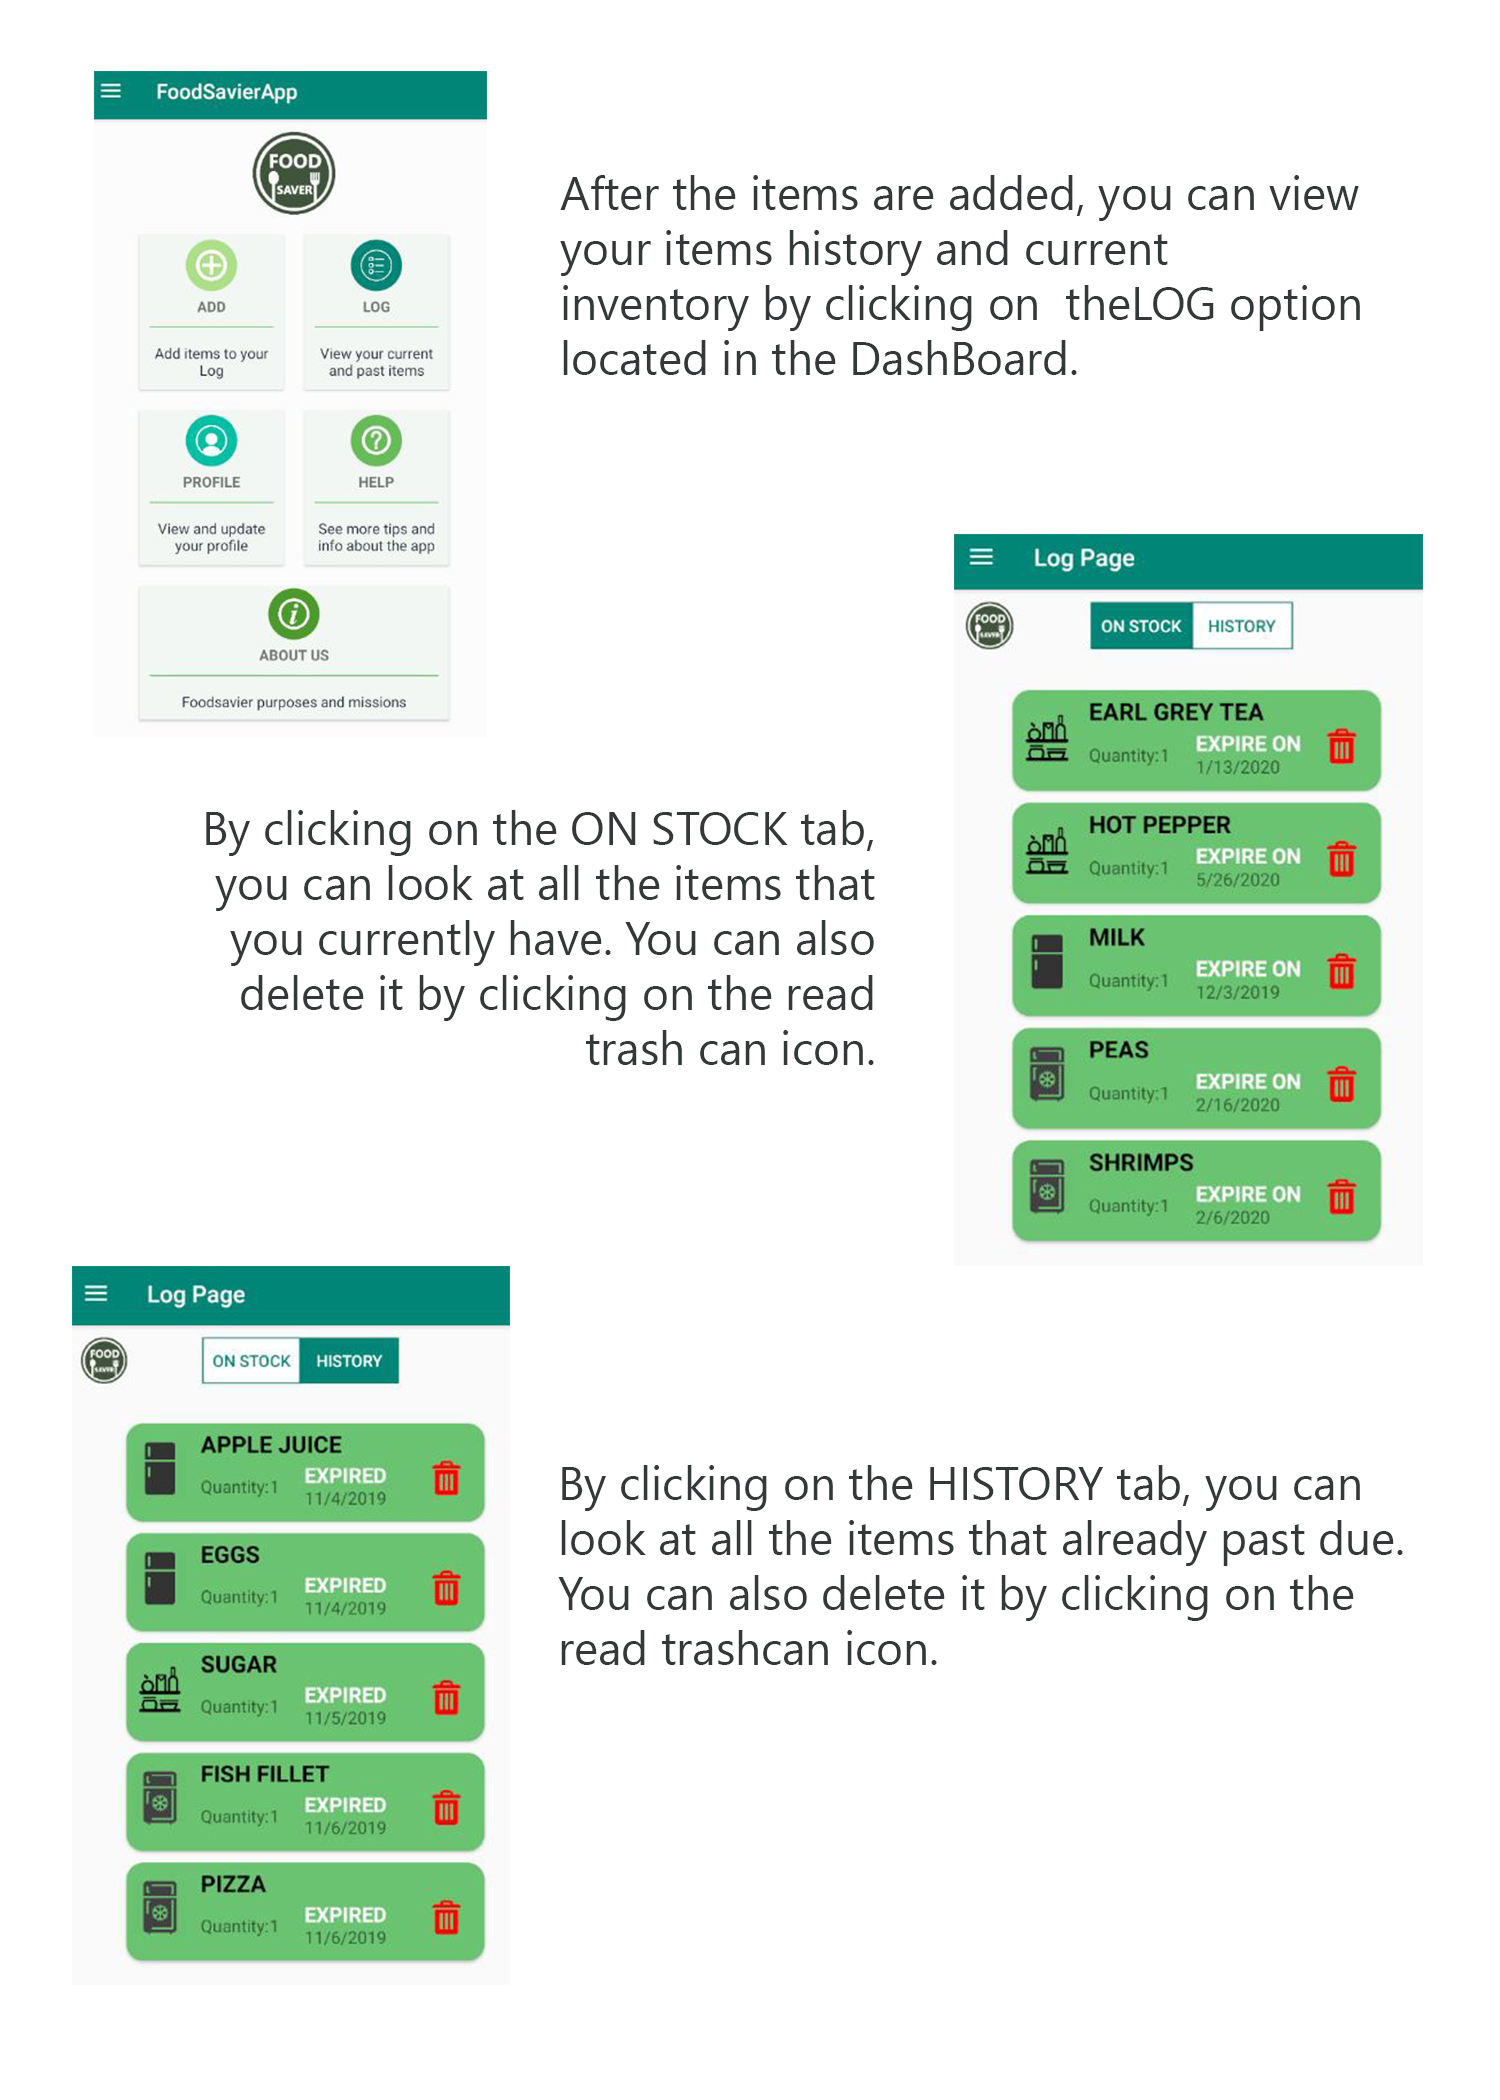 FoodSavierApp
FOOD
SAVER
ADD
Add items to your
Log
LOG
View your current
and past items
PROFILE
View and update
your profile
HELP
See more tips and
info about the app
ABOUT US
Foodsavier purposes and missions
After the items are added, you can view
your items history and current
inventory by clicking on  theLOG option
located in the DashBoard.
Log Page
FOOD
SAVER
ON STOCK HISTORY
EARL GREY TEA
Quantity:1 EXPIRE ON
1/13/2020
HOT PEPPER
Quantity:1 EXPIRE ON
5/26/2020
MILK
Quantity:1 EXPIRE ON
12/3/2019
PEAS
Quantity:1 EXPIRE ON
2/16/2020
SHRIMPS
Quantity:1 EXPIRE ON
2/6/2020
By clicking on the ON STOCK tab,
you can look at all the items that
you currently have. You can also
delete it by clicking on the read
trash can icon.
Log Page
FOOD
SAVER
ON STOCK HISTORY
APPLE JUICE
Quantity:1 EXPIRED
11/4/2019
EGGS
Quantity:1 EXPIRED
11/4/2019
SUGAR
Quantity:1 EXPIRED
11/5/2019
FISH FILLET
Quantity:1 EXPIRED
11/6/2019
PIZZA
Quantity:1 EXPIRED
11/6/2019
By clicking on the HISTORY tab, you can
look at all the items that already past due.
You can also delete it by clicking on the
read trashcan icon.